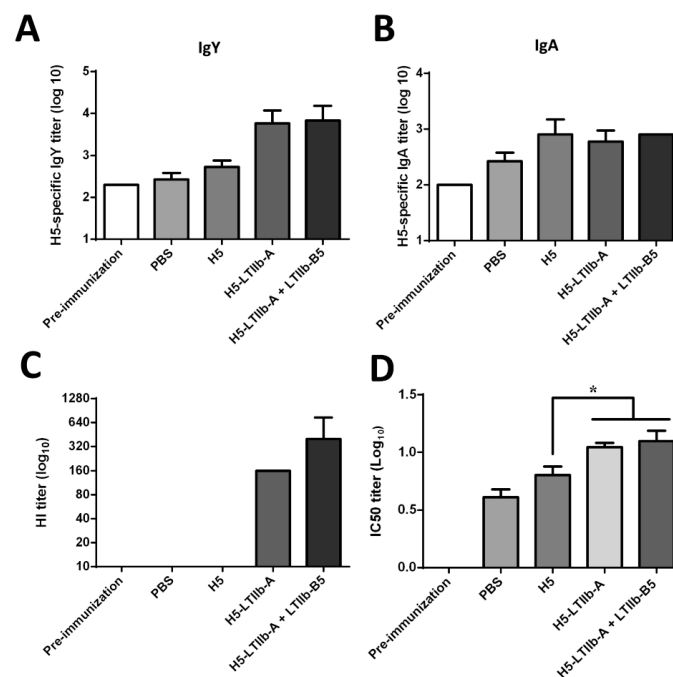 A
IgY
H5-specific IgY titer (log 10)
5
4
3
2
1
Pre-immunization
PBS
H5
H5-LTIIb-A
H5-LTIIb-A + LTIIb-B5
B
IgA
H5-specific IgA titer (log 10)
4
3
2
1
Pre-immunization
PBS
H5
H5-LTIIb-A
H5-LTIIb-A + LTIIb-B5
C
HI titer (log10)
1280
640
320
160
80
40
20
10
Pre-immunization
PBS
H5
H5-LTIIb-A
H5-LTIIb-A + LTIIb-B5
D
IC50 titer (Log10)
1.5
1.0
0.5
0.0
*
Pre-immunization
PBS
H5
H5-LTIIb-A
H5-LTIIb-A + LTIIb-B5